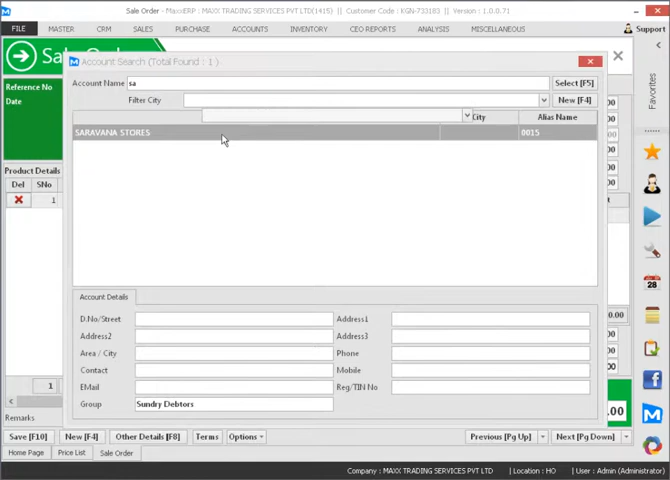 Sale Order - MaxxERP : MAXX TRADING SERVICES PVT LTD(1415) || Customer Code : KGN-733183 || Version : 1.0.0.71
FILE MASTER CRM SALES PURCHASE ACCOUNTS INVENTORY CEO REPORTS ANALYSIS MISCELLANEOUS Support
Sale
Account Search (Total Found : 1 )
Reference No
Date
Account Name sa Select [F5]
Filter City New [F4]
City Alias Name
SARAVANA STORES 0015
Favorites
Product Details
Del SNo
1
28
Account Details
D.No/Street Address1
Address2 Address3
Area / City Phone
Contact Mobile
EMail Reg/TIN No
Group Sundry Debtors
1
Remarks
Save [F10] New [F4] Other Details [F8] Terms Options Previous [Pg Up] Next [Pg Down]
Home Page Price List Sale Order
Company : MAXX TRADING SERVICES PVT LTD Location : HO User : Admin (Administrator)